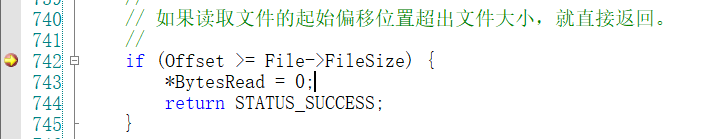 740 // 如果读取文件的起始偏移位置超出文件大小，就直接返回。
741 //
742 if (Offset >= File->FileSize) {
743 *BytesRead = 0;
744 return STATUS_SUCCESS;
745 }